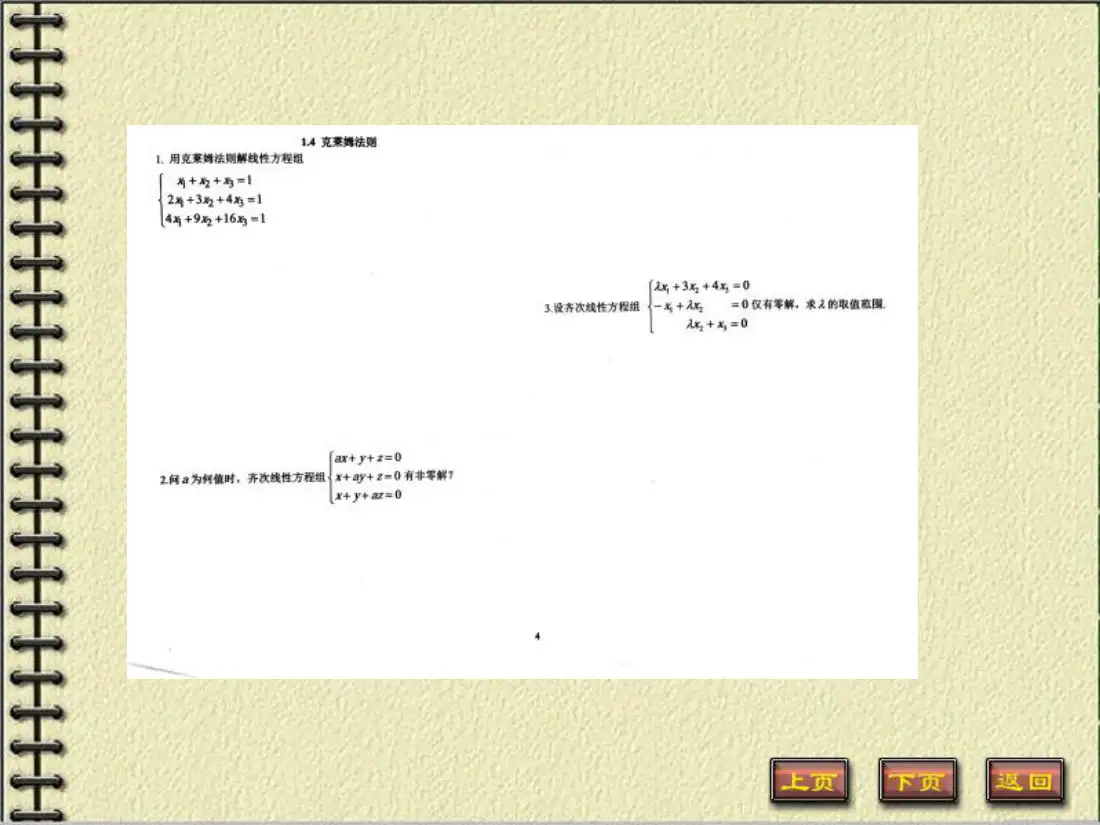 1.4 克莱姆法则
1. 用克莱姆法则解线性方程组
x₁+x₂+x₃=1
2x₁+3x₂+4x₃=1
4x₁+9x₂+16x₃=1
λx₁+3x₂+4x₃=0
3.设齐次线性方程组 -x₁+λx₂ =0 仅有零解，求λ的取值范围.
λx₂+x₃=0
ax+y+z=0
2.问a为何值时，齐次线性方程组 x+ay+z=0 有非零解?
x+y+az=0
4
上页 下页 返回